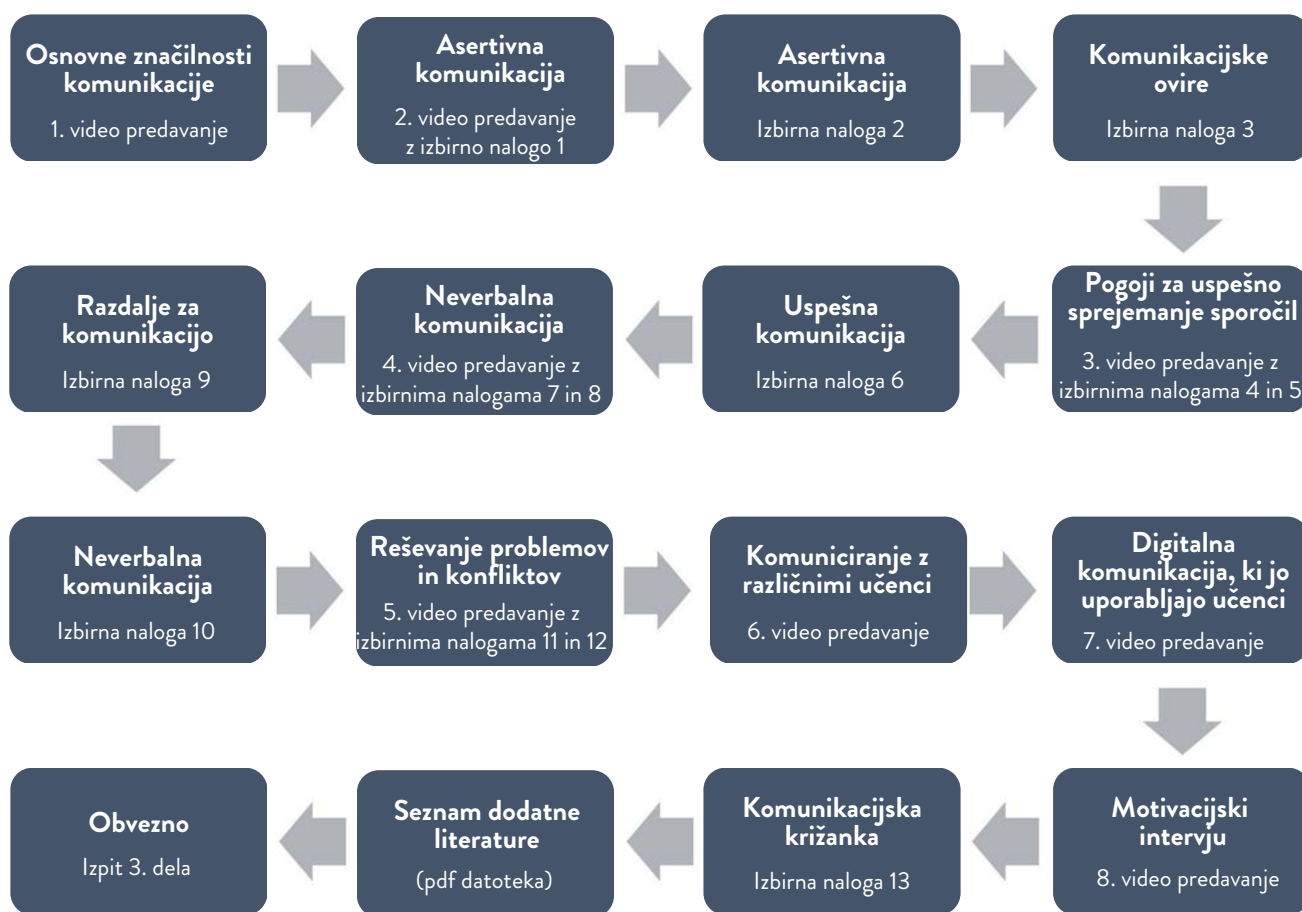 Osnovne značilnosti
komunikacije
1. video predavanje
Asertivna
komunikacija
2. video predavanje
z izbirno nalogo 1
Asertivna
komunikacija
Izbirna naloga 2
Komunikacijske
ovire
Izbirna naloga 3
Pogoji za uspešno
sprejemanje sporočil
3. video predavanje z
izbirnima nalogama 4 in 5
Uspešna
komunikacija
Izbirna naloga 6
Neverbalna
komunikacija
4. video predavanje z
izbirnima nalogama 7 in 8
Razdalje za
komunikacijo
Izbirna naloga 9
Neverbalna
komunikacija
Izbirna naloga 10
Reševanje problemov
in konfliktov
5. video predavanje z
izbirnima nalogama 11 in 12
Komuniciranje z
različnimi učenci
6. video predavanje
Digitalna
komunikacija, ki jo
uporabljajo učenci
7. video predavanje
Motivacijski
intervju
8. video predavanje
Komunikacijska
križanka
Izbirna naloga 13
Seznam dodatne
literature
(pdf datoteka)
Obvezno
Izpit 3. dela